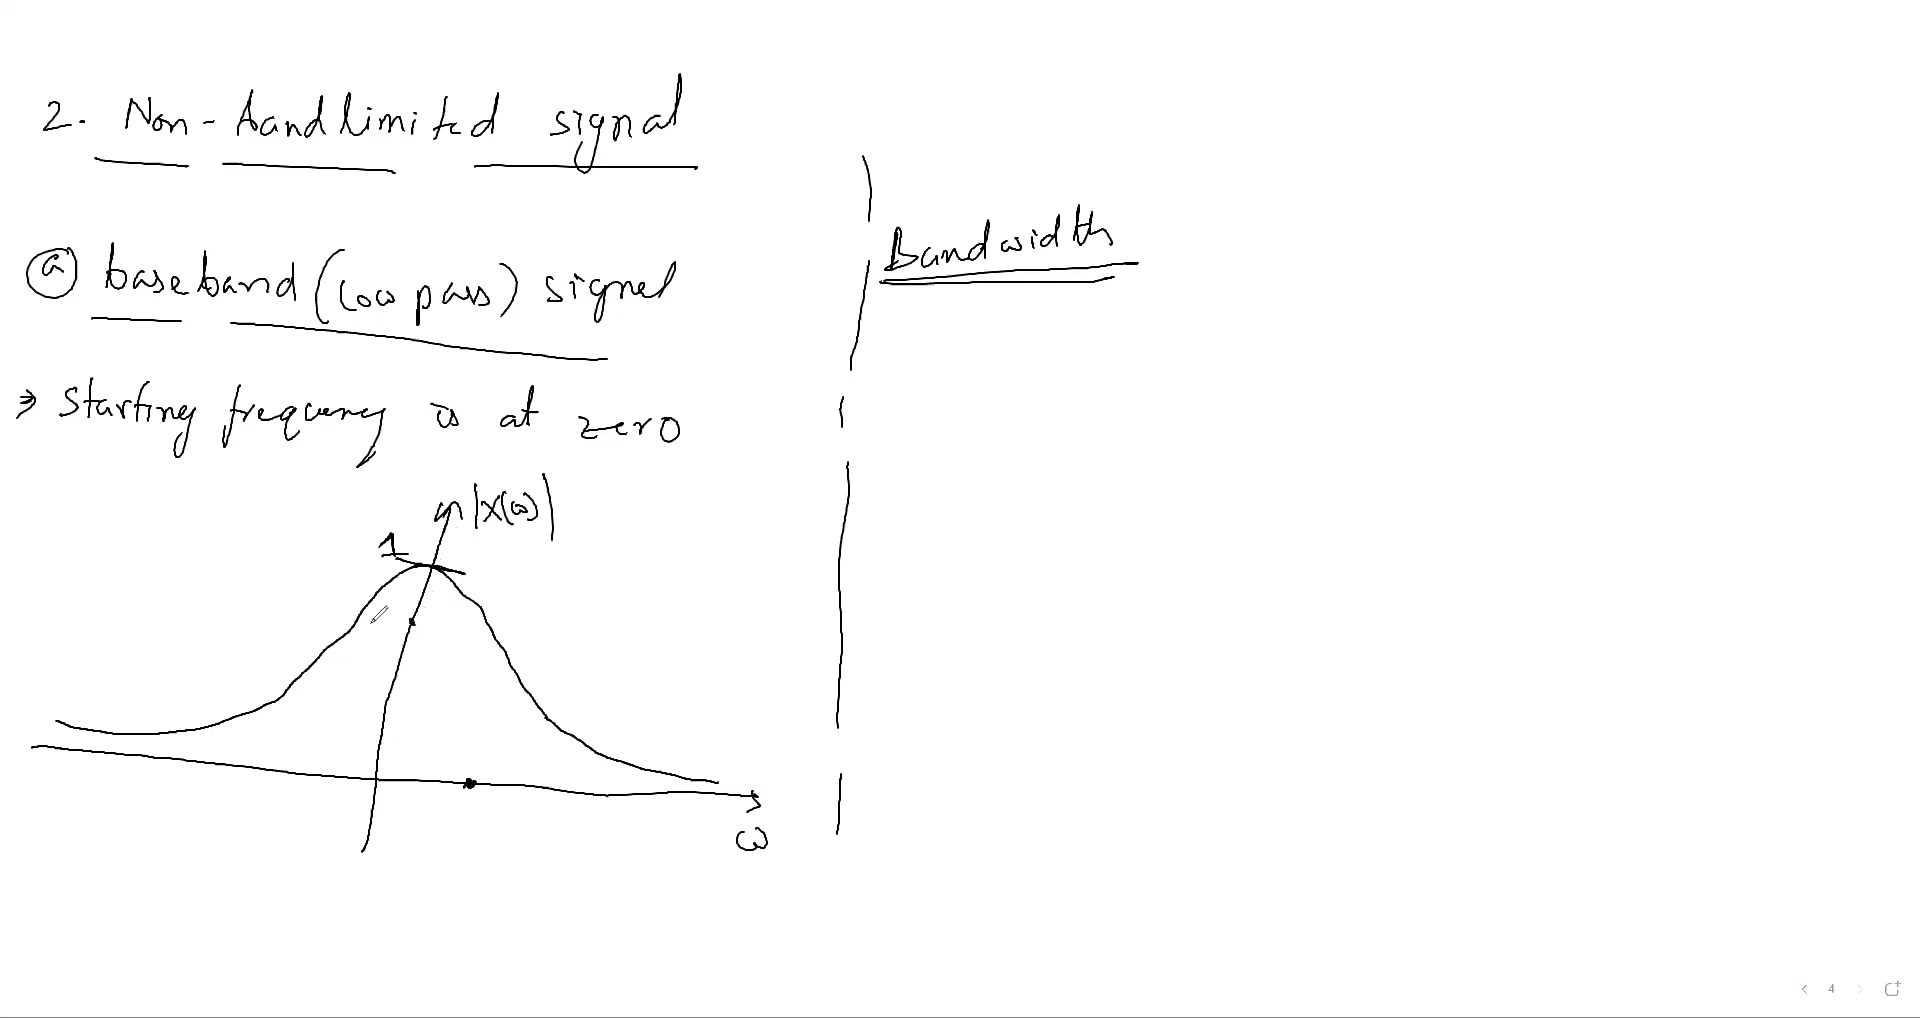 2. Non-bandlimited signal
ⓐ baseband (low pass) signal
⇒ starting frequency is at zero
|X(ω)|
1
ω
Bandwidth
4